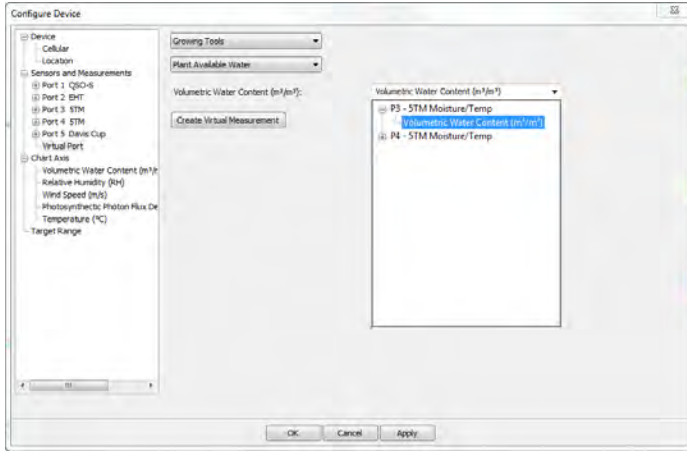 Configure Device
Device
Cellular
Location
Sensors and Measurements
Port 1 QSO-S
Port 2 EHT
Port 3 5TM
Port 4 5TM
Port 5 Davis Cup
Virtual Port
Chart Axis
Volumetric Water Content (m³/r
Relative Humidity (RH)
Wind Speed (m/s)
Photosynthectic Photon Flux De
Temperature (°C)
Target Range
Growing Tools
Plant Available Water
Volumetric Water Content (m³/m³):
Create Virtual Measurement
Volumetric Water Content (m³/m³)
P3 - 5TM Moisture/Temp
Volumetric Water Content (m³/m³)
P4 - 5TM Moisture/Temp
OK
Cancel
Apply